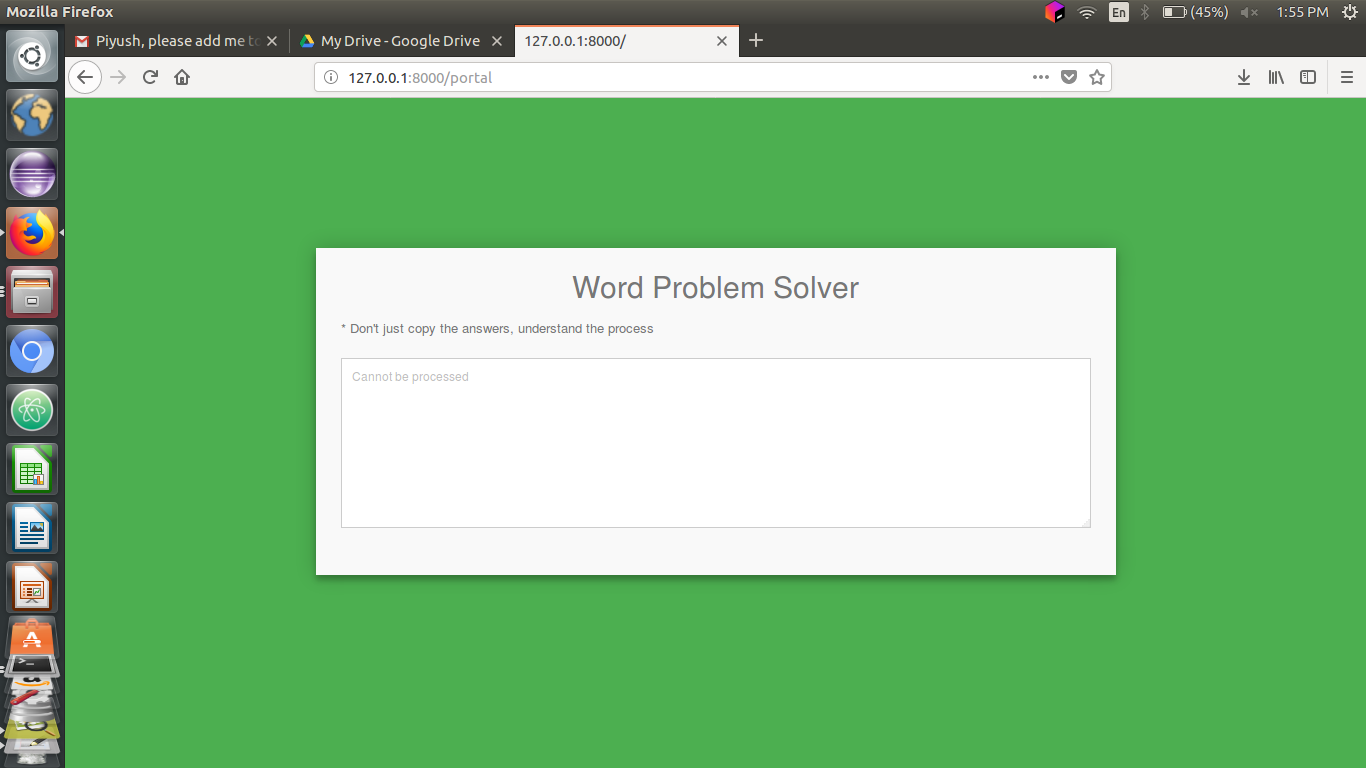 Mozilla Firefox
En
(45%)
1:55 PM
Piyush, please add me to
My Drive - Google Drive
127.0.0.1:8000/
127.0.0.1:8000/portal
Word Problem Solver
* Don't just copy the answers, understand the process
Cannot be processed